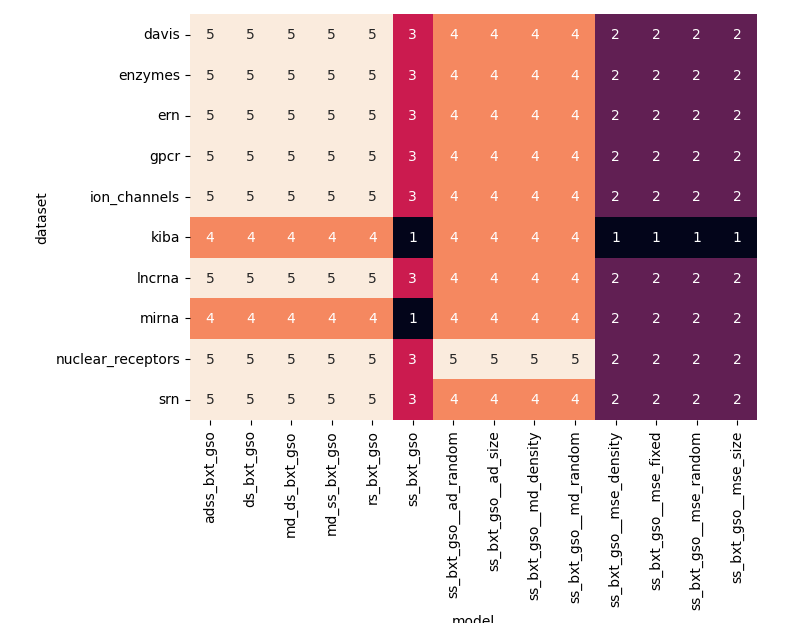 davis 5 5 5 5 5 3 4 4 4 4 2 2 2 2
enzymes 5 5 5 5 5 3 4 4 4 4 2 2 2 2
ern 5 5 5 5 5 3 4 4 4 4 2 2 2 2
gpcr 5 5 5 5 5 3 4 4 4 4 2 2 2 2
ion_channels 5 5 5 5 5 3 4 4 4 4 2 2 2 2
kiba 4 4 4 4 4 1 4 4 4 4 1 1 1 1
lncrna 5 5 5 5 5 3 4 4 4 4 2 2 2 2
mirna 4 4 4 4 4 1 4 4 4 4 2 2 2 2
nuclear_receptors 5 5 5 5 5 3 5 5 5 5 2 2 2 2
srn 5 5 5 5 5 3 4 4 4 4 2 2 2 2
dataset
adss_bxt_gso
ds_bxt_gso
md_ds_bxt_gso
md_ss_bxt_gso
rs_bxt_gso
ss_bxt_gso
ss_bxt_gso__ad_random
ss_bxt_gso__ad_size
ss_bxt_gso__md_density
ss_bxt_gso__md_random
ss_bxt_gso__mse_density
ss_bxt_gso__mse_fixed
ss_bxt_gso__mse_random
ss_bxt_gso__mse_size
model